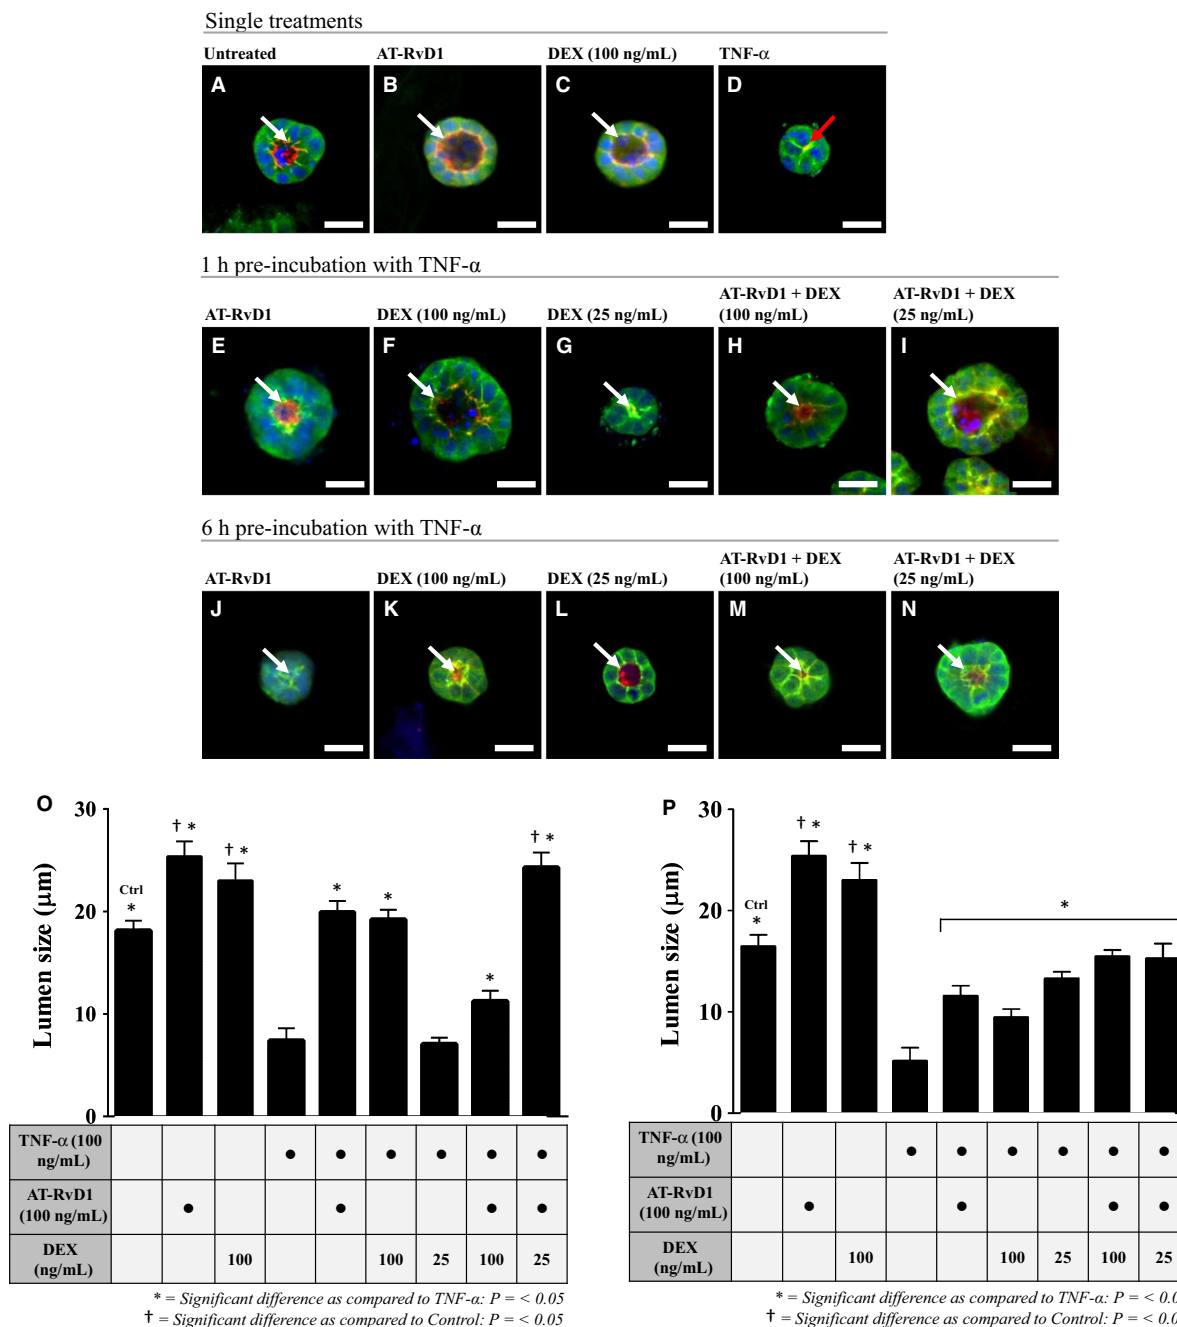 Single treatments
Untreated AT-RvD1 DEX (100 ng/mL) TNF-α
A B C D
1 h pre-incubation with TNF-α
AT-RvD1 DEX (100 ng/mL) DEX (25 ng/mL) AT-RvD1 + DEX (100 ng/mL) AT-RvD1 + DEX (25 ng/mL)
E F G H I
6 h pre-incubation with TNF-α
AT-RvD1 DEX (100 ng/mL) DEX (25 ng/mL) AT-RvD1 + DEX (100 ng/mL) AT-RvD1 + DEX (25 ng/mL)
J K L M N
O
Lumen size (μm)
30
20
10
0
Ctrl
* † * † * * * * † *
TNF-α (100 ng/mL) • • • • • •
AT-RvD1 (100 ng/mL) • • • •
DEX (ng/mL) 100 100 25 100 25
* = Significant difference as compared to TNF-α: P = < 0.05
† = Significant difference as compared to Control: P = < 0.05
P
Lumen size (μm)
30
20
10
0
Ctrl
* † * † * *
TNF-α (100 ng/mL) • • • • • •
AT-RvD1 (100 ng/mL) • • • •
DEX (ng/mL) 100 100 25 100 25
* = Significant difference as compared to TNF-α: P = < 0.0
† = Significant difference as compared to Control: P = < 0.0